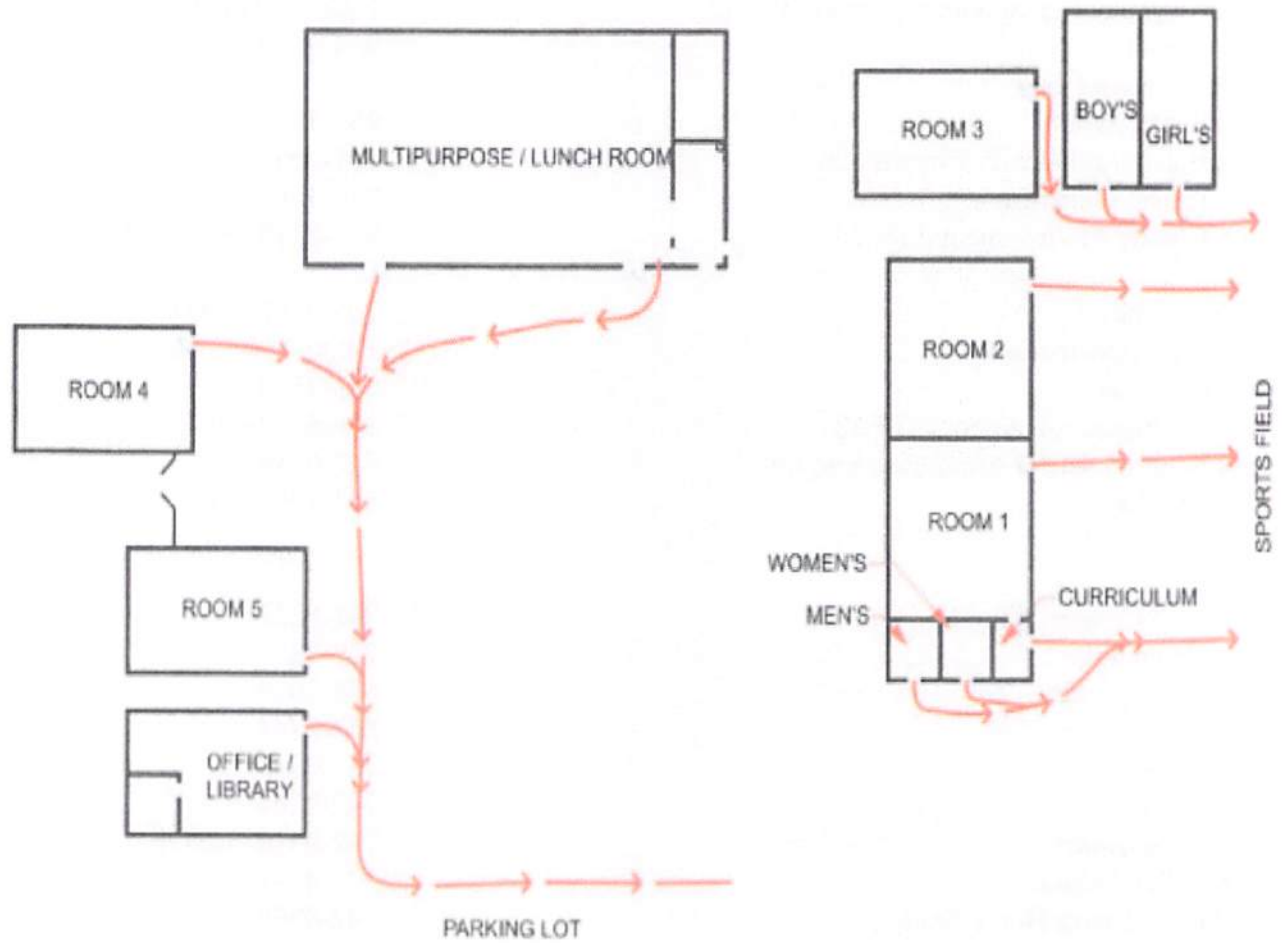 MULTIPURPOSE / LUNCH ROOM
ROOM 3
BOY'S
GIRL'S
ROOM 4
ROOM 2
SPORTS FIELD
ROOM 1
WOMEN'S
MEN'S
CURRICULUM
ROOM 5
OFFICE /
LIBRARY
PARKING LOT